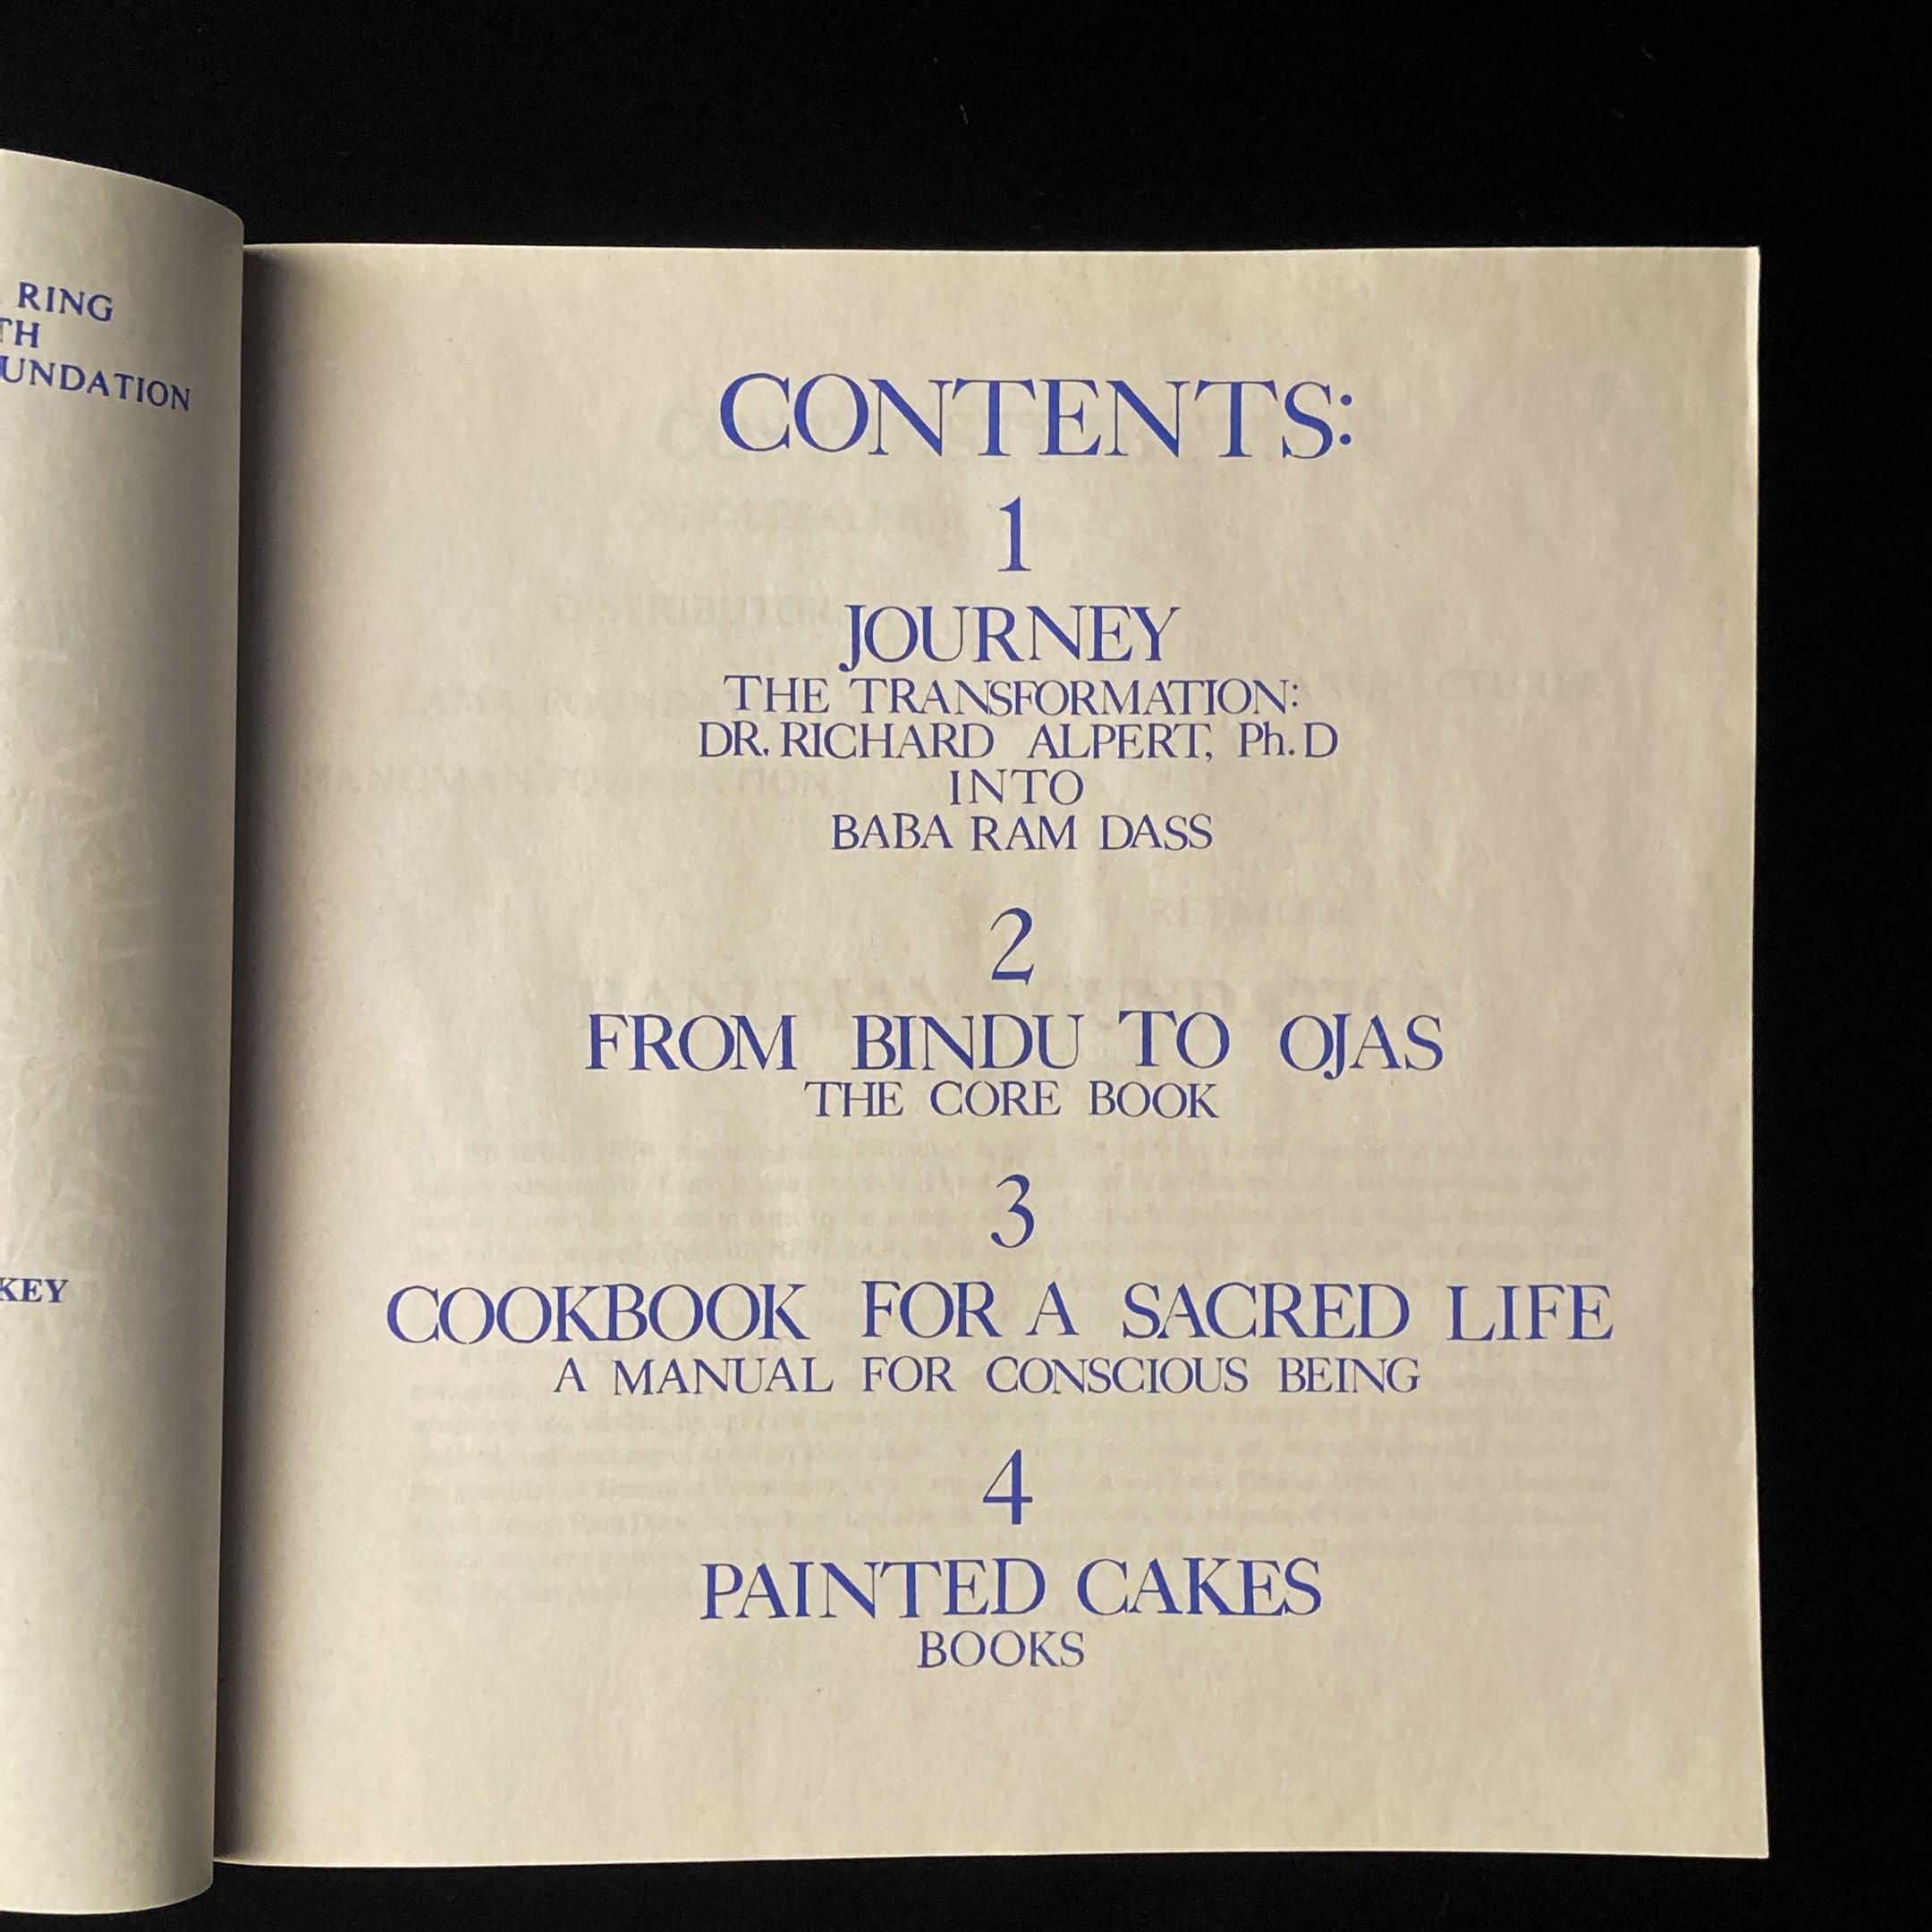 RING
TH
UNDATION
KEY
CONTENTS:
1
JOURNEY
THE TRANSFORMATION:
DR. RICHARD ALPERT, Ph.D
INTO
BABA RAM DASS
2
FROM BINDU TO OJAS
THE CORE BOOK
3
COOKBOOK FOR A SACRED LIFE
A MANUAL FOR CONSCIOUS BEING
4
PAINTED CAKES
BOOKS